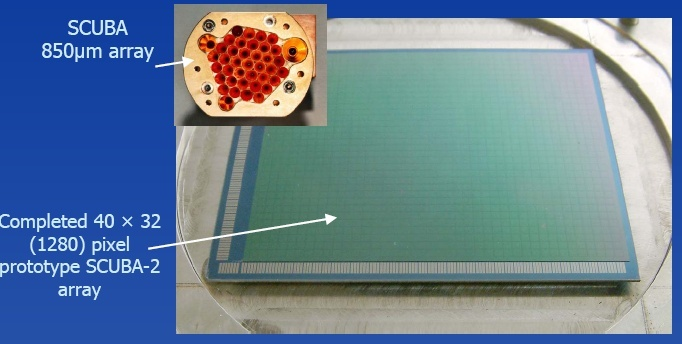 SCUBA
850µm array
Completed 40 × 32
(1280) pixel
prototype SCUBA-2
array